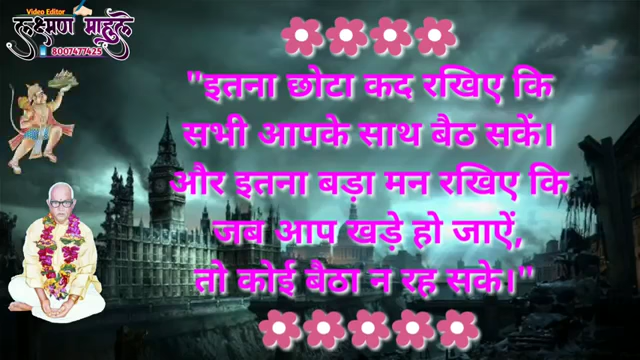 Video Editor
लक्ष्मण माहुले
8007477425
"इतना छोटा कद रखिए कि
सभी आपके साथ बैठ सकें।
और इतना बड़ा मन रखिए कि
जब आप खड़े हो जाऐं,
तो कोई बैठा न रह सके।"